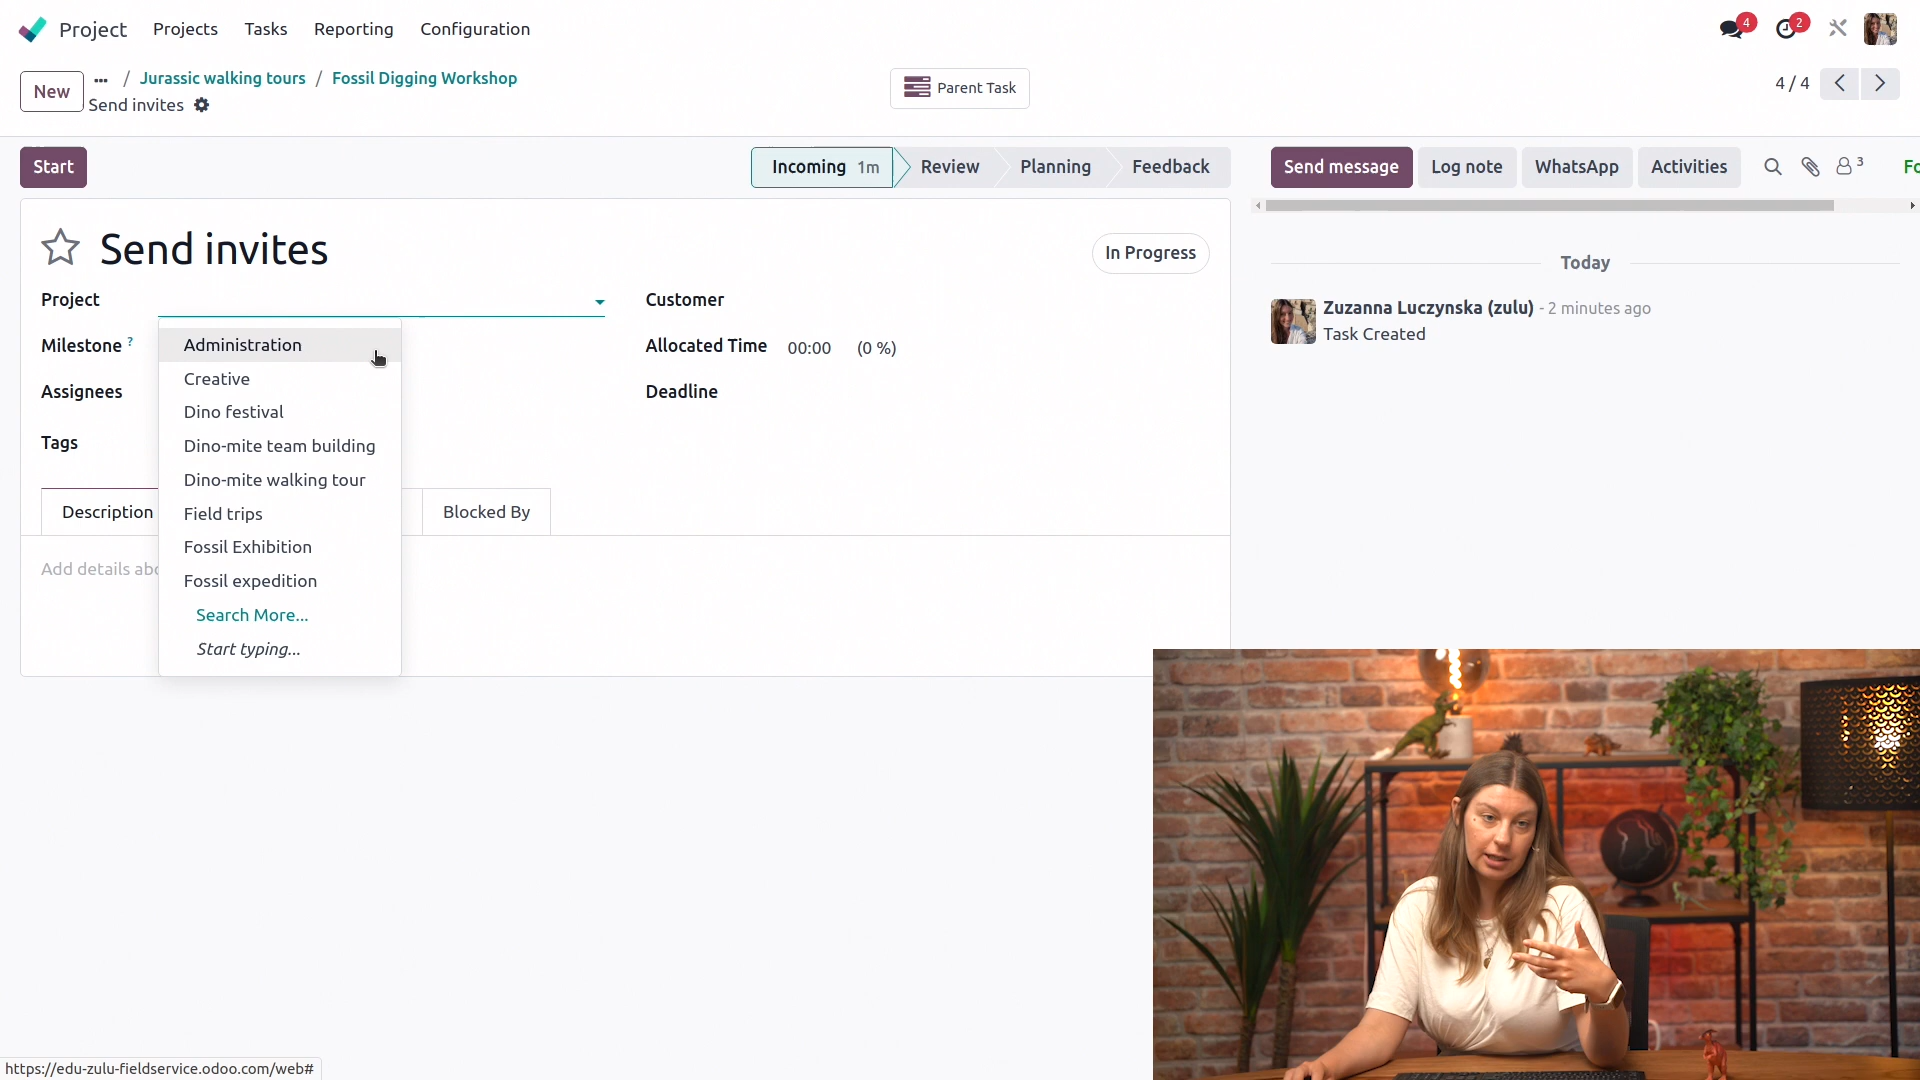 Project Projects Tasks Reporting Configuration 4 2
New ... / Jurassic walking tours / Fossil Digging Workshop
Send invites
Parent Task
4 / 4
Start
Incoming 1m Review Planning Feedback
Send message Log note WhatsApp Activities 3 Fo
Send invites
In Progress
Project
Customer
Milestone ?
Allocated Time 00:00 (0 %)
Assignees
Deadline
Tags
Administration
Creative
Dino festival
Dino-mite team building
Dino-mite walking tour
Field trips
Fossil Exhibition
Fossil expedition
Search More...
Start typing...
Description Blocked By
Add details abo
Today
Zuzanna Luczynska (zulu) - 2 minutes ago
Task Created
https://edu-zulu-fieldservice.odoo.com/web#